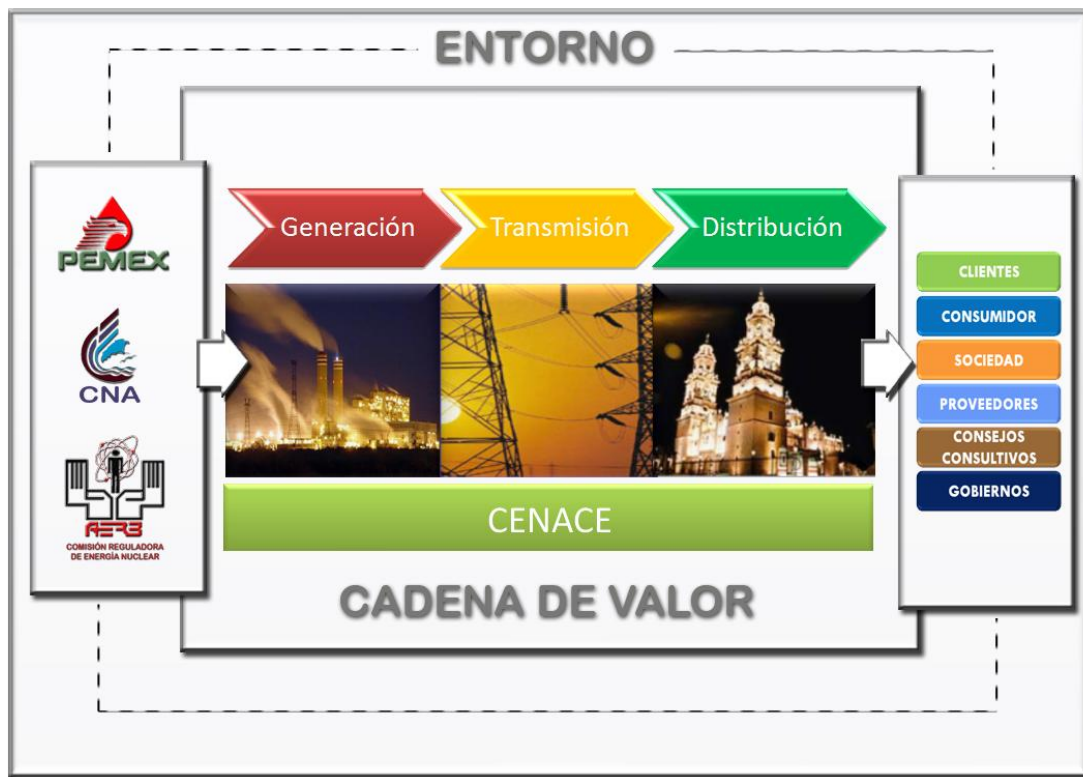 ENTORNO
PEMEX
CNA
AERB
COMISIÓN REGULADORA
DE ENERGÍA NUCLEAR
Generación
Transmisión
Distribución
CENACE
CADENA DE VALOR
CLIENTES
CONSUMIDOR
SOCIEDAD
PROVEEDORES
CONSEJOS
CONSULTIVOS
GOBIERNOS